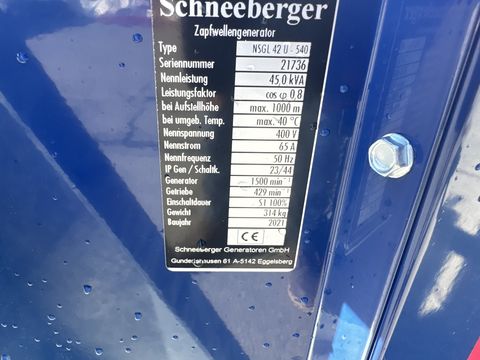 Schneeberger
Zapfwellengenerator
Type NSGL 42 U - 540
Seriennummer 21736
Nennleistung 45,0 kVA
Leistungsfaktor cos φ 0,8
bei Aufstellhöhe max. 1000 m
bei umgeb. Temp. max. 40 °C
Nennspannung 400 V
Nennstrom 65 A
Nennfrequenz 50 Hz
IP Gen / Schaltk. 23/44
Generator 1500 min⁻¹
Getriebe 429 min⁻¹
Einschaltdauer S1 100%
Gewicht 314 kg
Baujahr 2021
CE
Schneeberger Generatoren GmbH
61 A-5142 Eggelsberg